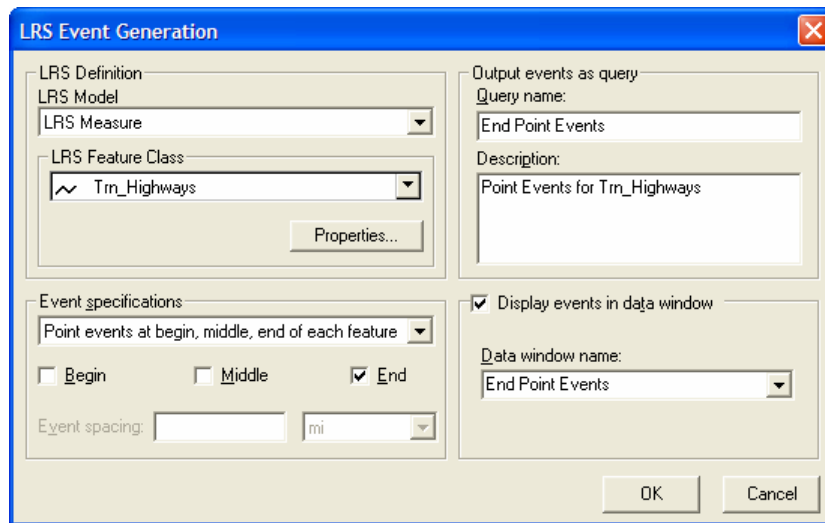 LRS Event Generation
LRS Definition
LRS Model
LRS Measure
LRS Feature Class
Trn_Highways
Properties...
Output events as query
Query name:
End Point Events
Description:
Point Events for Trn_Highways
Event specifications
Point events at begin, middle, end of each feature
Begin
Middle
End
Event spacing:
mi
Display events in data window
Data window name:
End Point Events
OK
Cancel